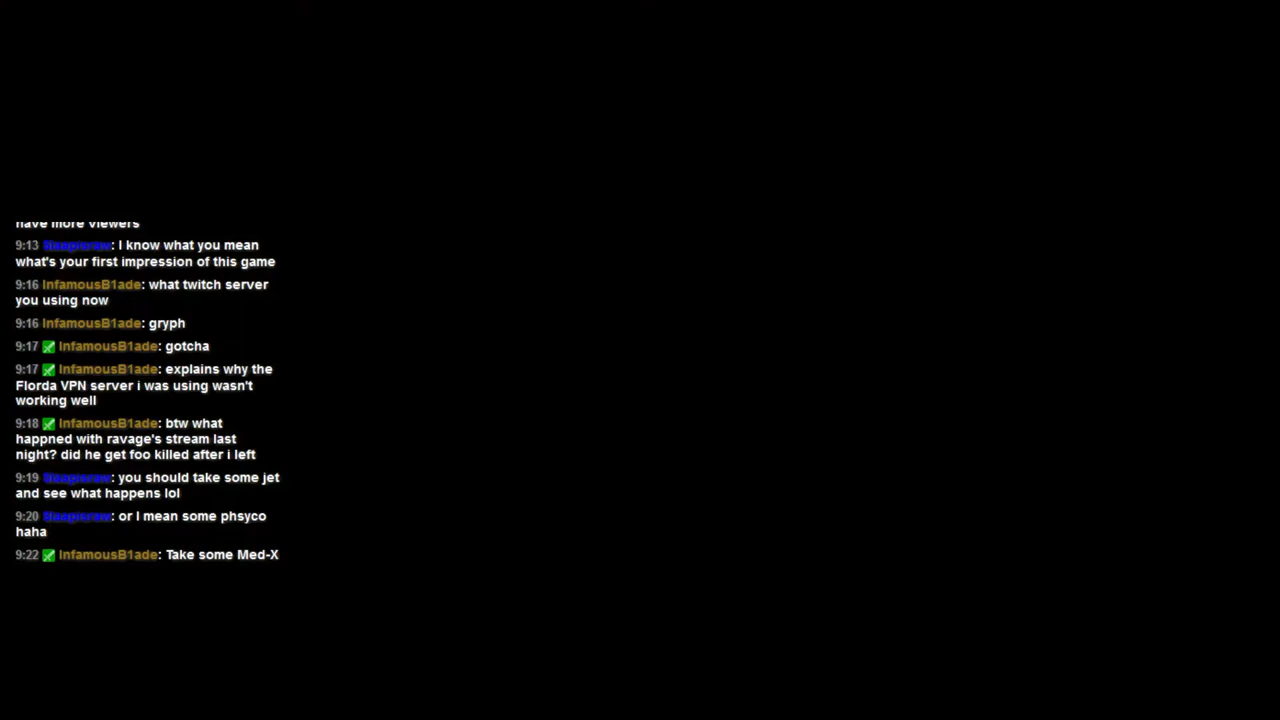 have more viewers
9:13 : I know what you mean
what's your first impression of this game
9:16 InfamousB1ade: what twitch server
you using now
9:16 InfamousB1ade: gryph
9:17 InfamousB1ade: gotcha
9:17 InfamousB1ade: explains why the
Florda VPN server i was using wasn't
working well
9:18 InfamousB1ade: btw what
happned with ravage's stream last
night? did he get foo killed after i left
9:19 : you should take some jet
and see what happens lol
9:20 : or I mean some phsyco
haha
9:22 InfamousB1ade: Take some Med-X